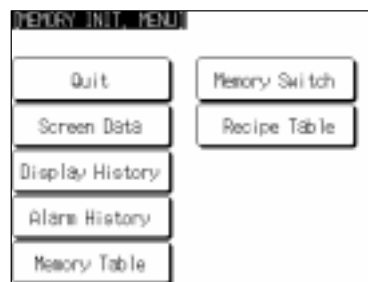 [MEMORY INIT. MENU]
Quit
Memory Switch
Screen Data
Recipe Table
Display History
Alarm History
Memory Table